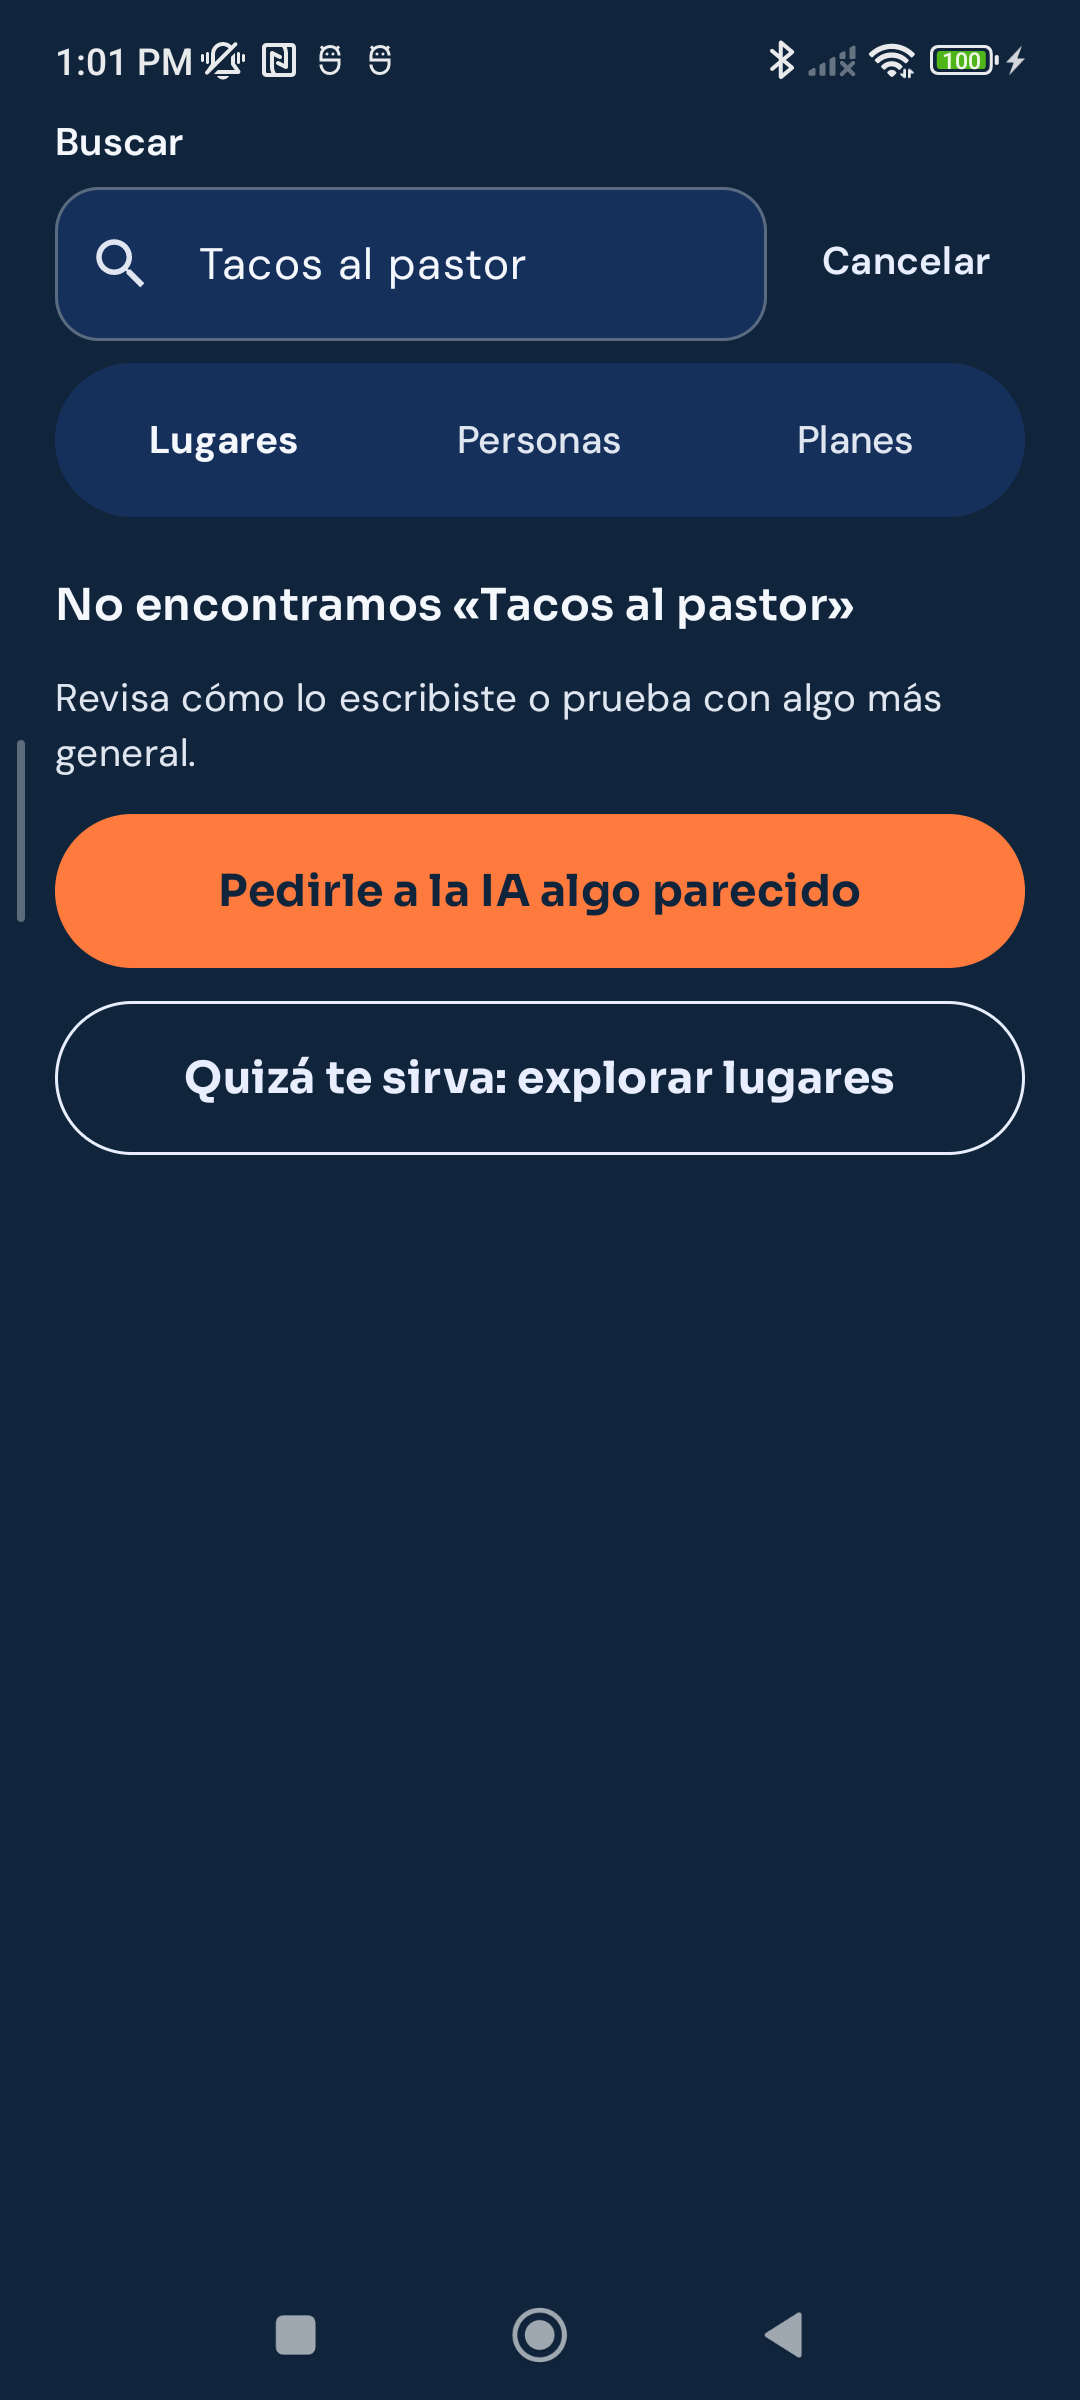 1:01 PM
100
Buscar
Tacos al pastor
Cancelar
Lugares
Personas
Planes
No encontramos «Tacos al pastor»
Revisa cómo lo escribiste o prueba con algo más
general.
Pedirle a la IA algo parecido
Quizá te sirva: explorar lugares